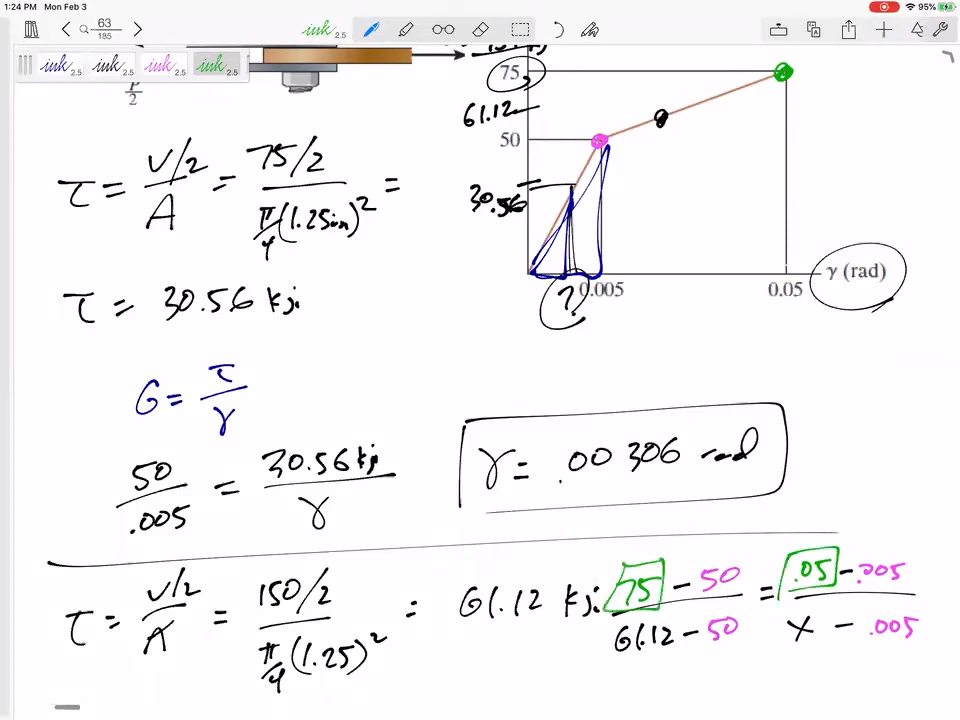 1:24 PM Mon Feb 3
95%
63
185
ink 2.5
ink 2.5 ink 2.5 ink 2.5 ink 2.5
P/2
75
61.12
50
30.56
? 0.005 0.05 γ (rad)
τ = (V/2)/A = (75/2)/(π/4 (1.25in)^2) =
τ = 30.56 ksi
G = τ/γ
50/.005 = 30.56 ksi/γ
γ = .00306 rad
τ = (V/2)/A = (150/2)/(π/4 (1.25)^2) = 61.12 ksi
(75 - 50)/(61.12 - 50) = (.05 - .005)/(x - .005)